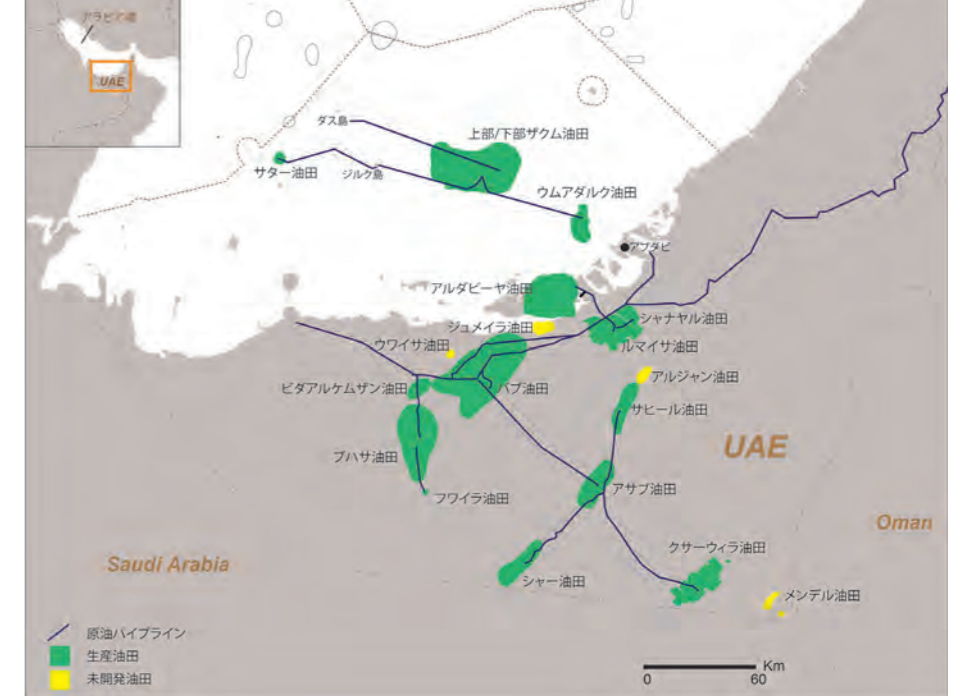 アラビア湾
UAE
ダス島
上部/下部ザクム油田
サター油田
ジルク島
ウムアダルク油田
アブダビ
アルダビーヤ油田
シャナヤル油田
ジュメイラ油田
ウワイサ油田
ルマイサ油田
アルジャン油田
ビダアルケムザン油田
バブ油田
サヒール油田
UAE
ブハサ油田
アサブ油田
フワイラ油田
Oman
クサーウィラ油田
Saudi Arabia
シャー油田
メンデル油田
原油パイプライン
生産油田
未開発油田
Km
0
60